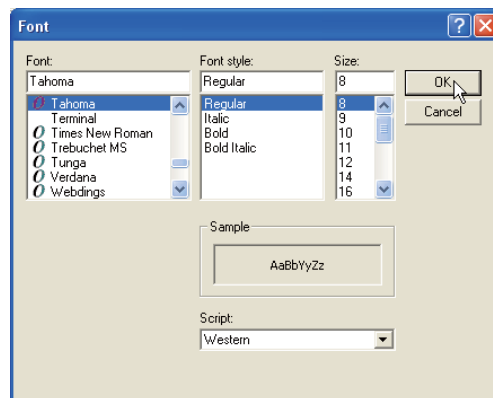 Font
Font: Font style: Size:
Tahoma Regular 8
Tahoma Regular 8
Terminal Italic 9
Times New Roman Bold 10
Trebuchet MS Bold Italic 11
Tunga 12
Verdana 14
Webdings 16
OK
Cancel
Sample
AaBbYyZz
Script:
Western